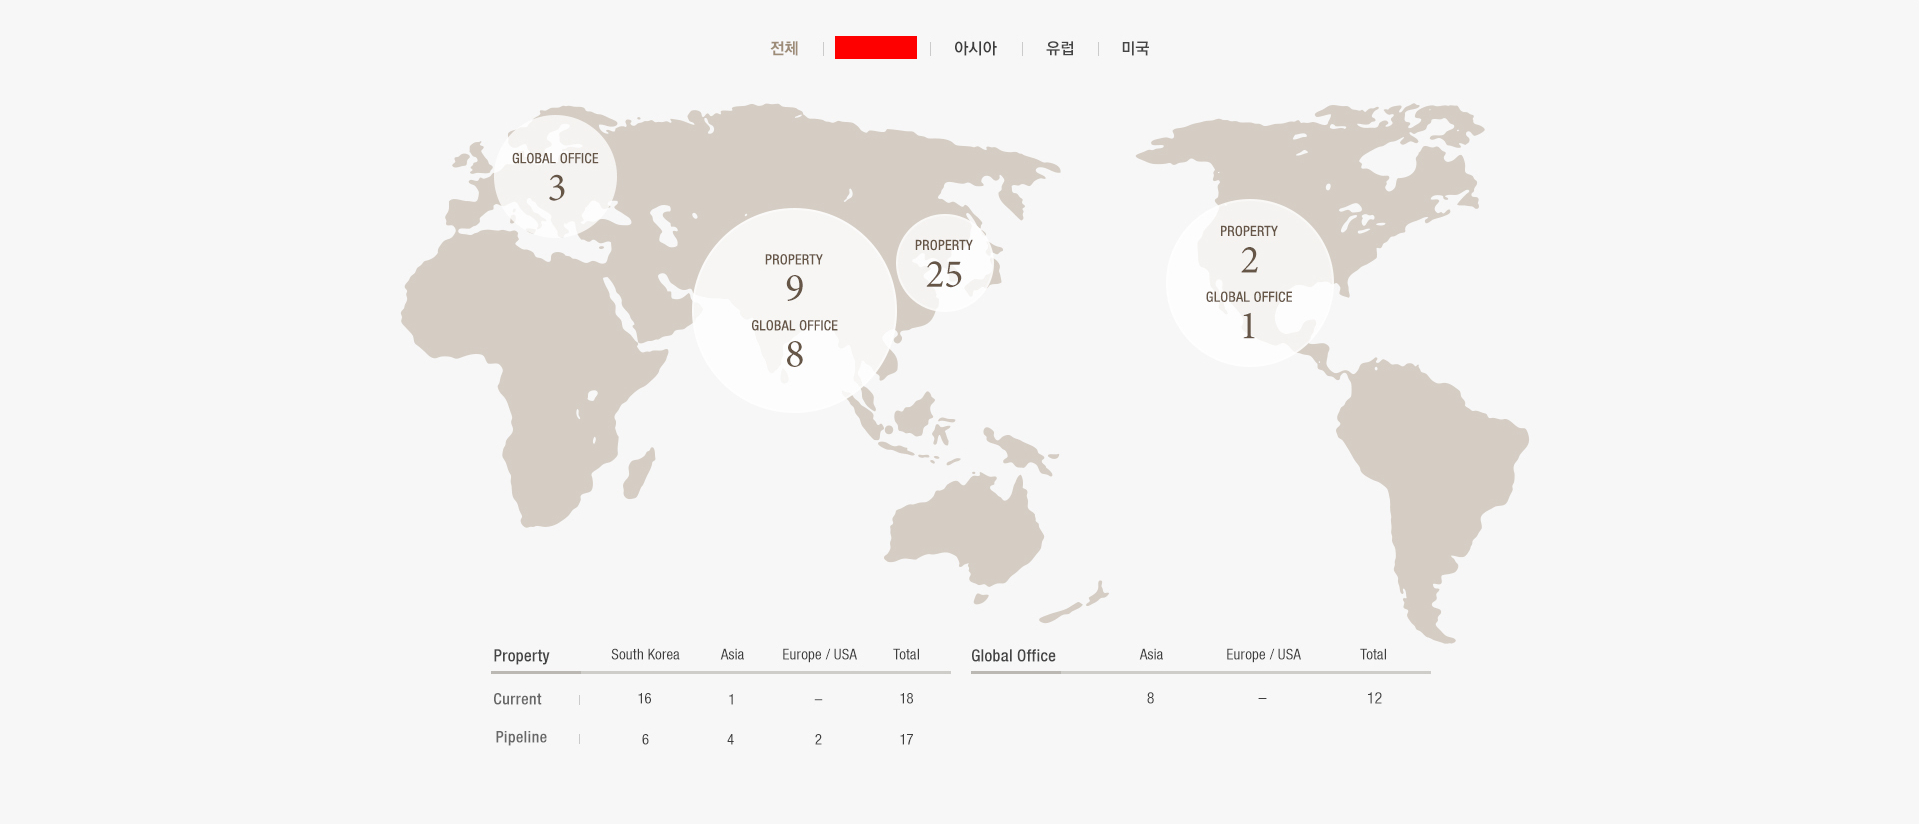 전체 아시아 유럽 미국
GLOBAL OFFICE
3
PROPERTY
9
GLOBAL OFFICE
8
PROPERTY
25
PROPERTY
2
GLOBAL OFFICE
1
Property South Korea Asia Europe / USA Total
Current 16 1 – 18
Pipeline 6 4 2 17
Global Office Asia Europe / USA Total
8 – 12